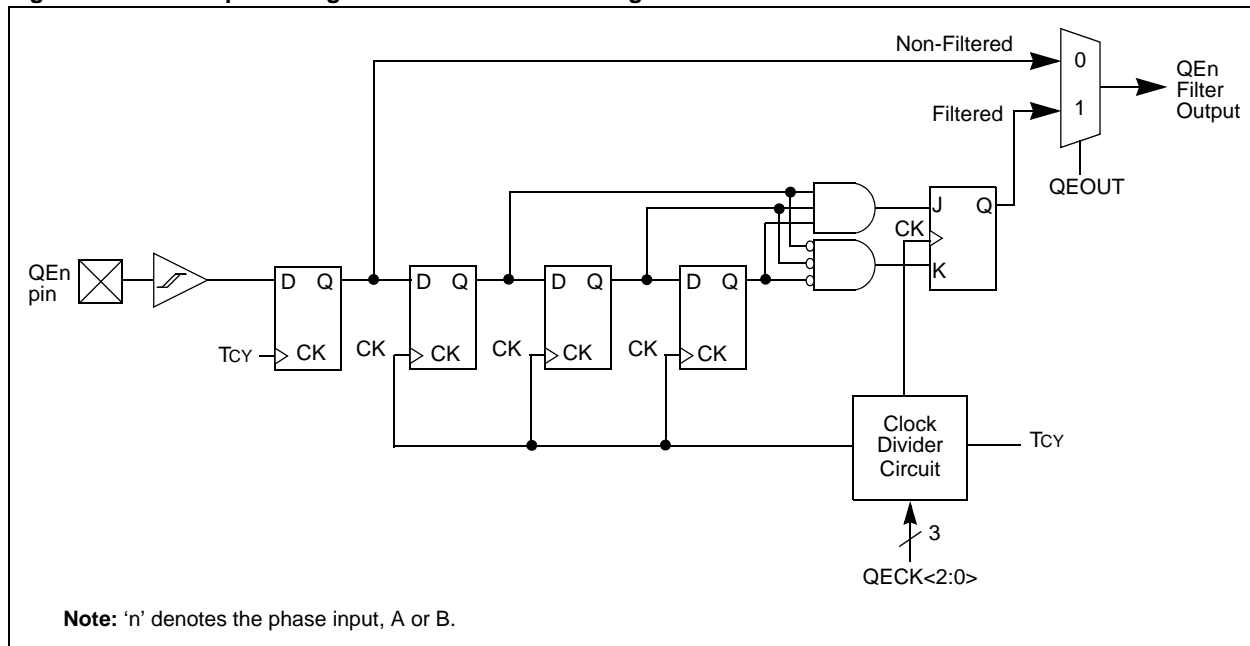 Non-Filtered
0
QEn
Filter
Output
Filtered
1
QEOUT
J Q
CK
K
QEn
pin
D Q
D Q
D Q
D Q
TCY
CK
CK
CK
CK
CK
CK
CK
Clock
Divider
Circuit
TCY
3
QECK<2:0>
Note: ‘n’ denotes the phase input, A or B.